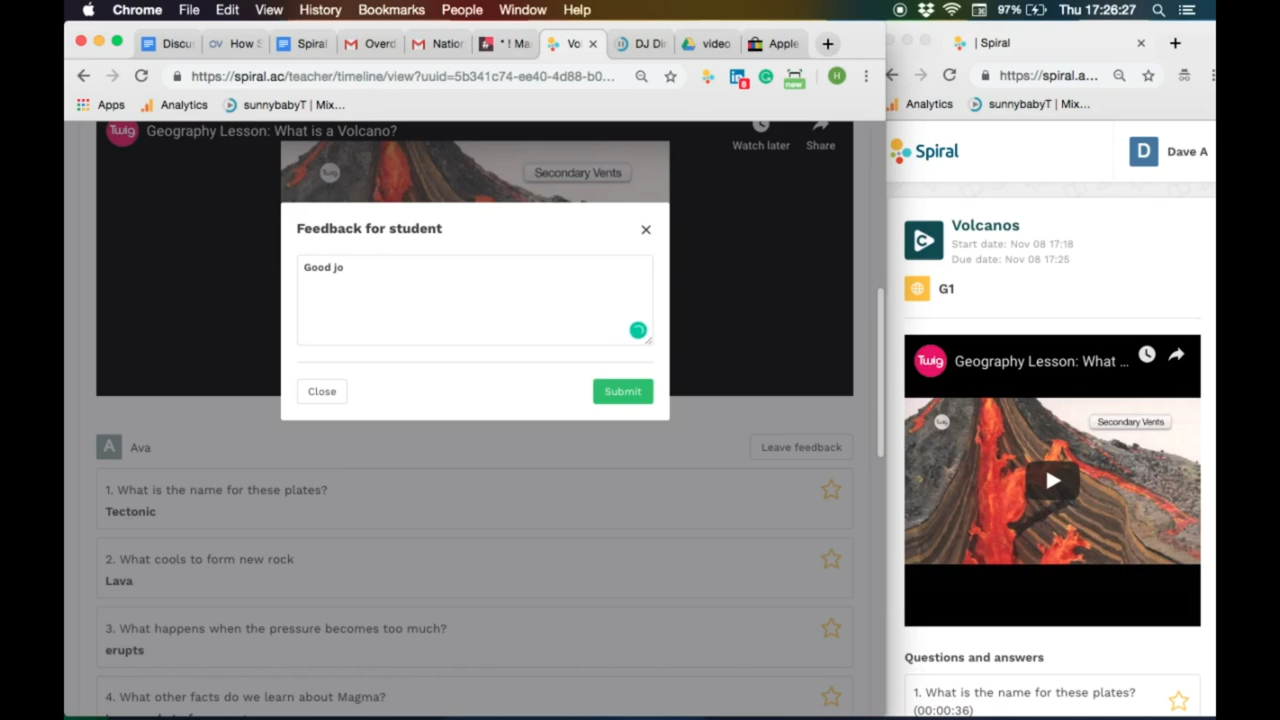 Chrome File Edit View History Bookmarks People Window Help 97% Thu 17:26:27
Discu OV How S Spiral Overd Nation * ! Ma Vo DJ Di video Apple
https://spiral.ac/teacher/timeline/view?uuid=5b341c74-ee40-4d88-b0... 8 new H
Apps Analytics sunnybabyT | Mix...
Twig Geography Lesson: What is a Volcano?
Watch later Share
Twig Secondary Vents
Feedback for student
Good jo
Close Submit
A Ava Leave feedback
1. What is the name for these plates?
Tectonic
2. What cools to form new rock
Lava
3. What happens when the pressure becomes too much?
erupts
4. What other facts do we learn about Magma?
| Spiral
https://spiral.a...
Analytics sunnybabyT | Mix...
Spiral D Dave A
Volcanos
Start date: Nov 08 17:18
Due date: Nov 08 17:25
G1
Twig Geography Lesson: What ...
Twig Secondary Vents
Questions and answers
1. What is the name for these plates?
(00:00:36)